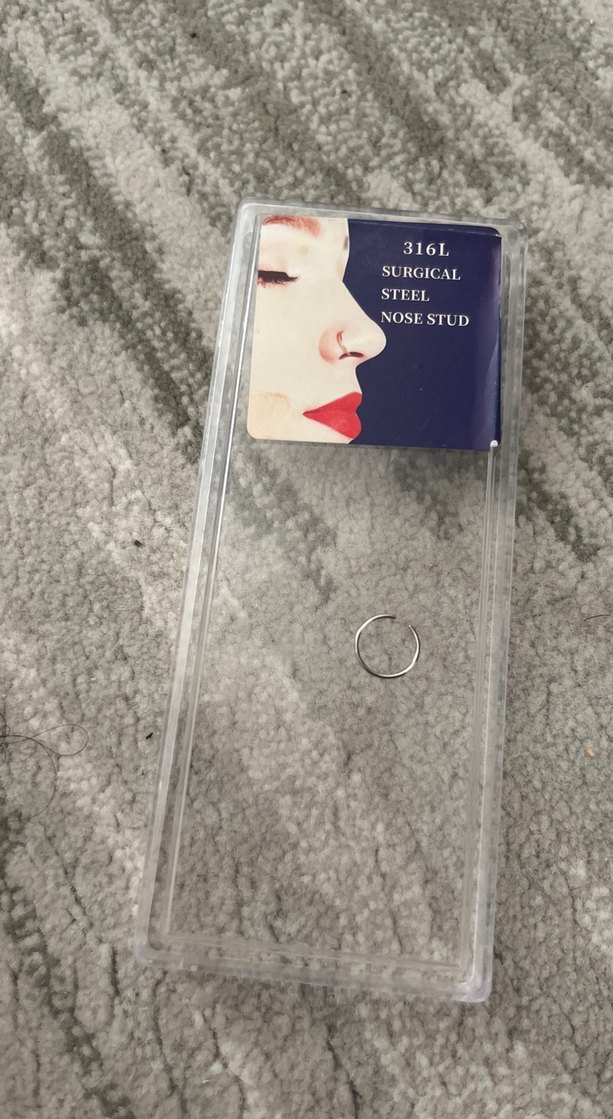 316L
SURGICAL
STEEL
NOSE STUD